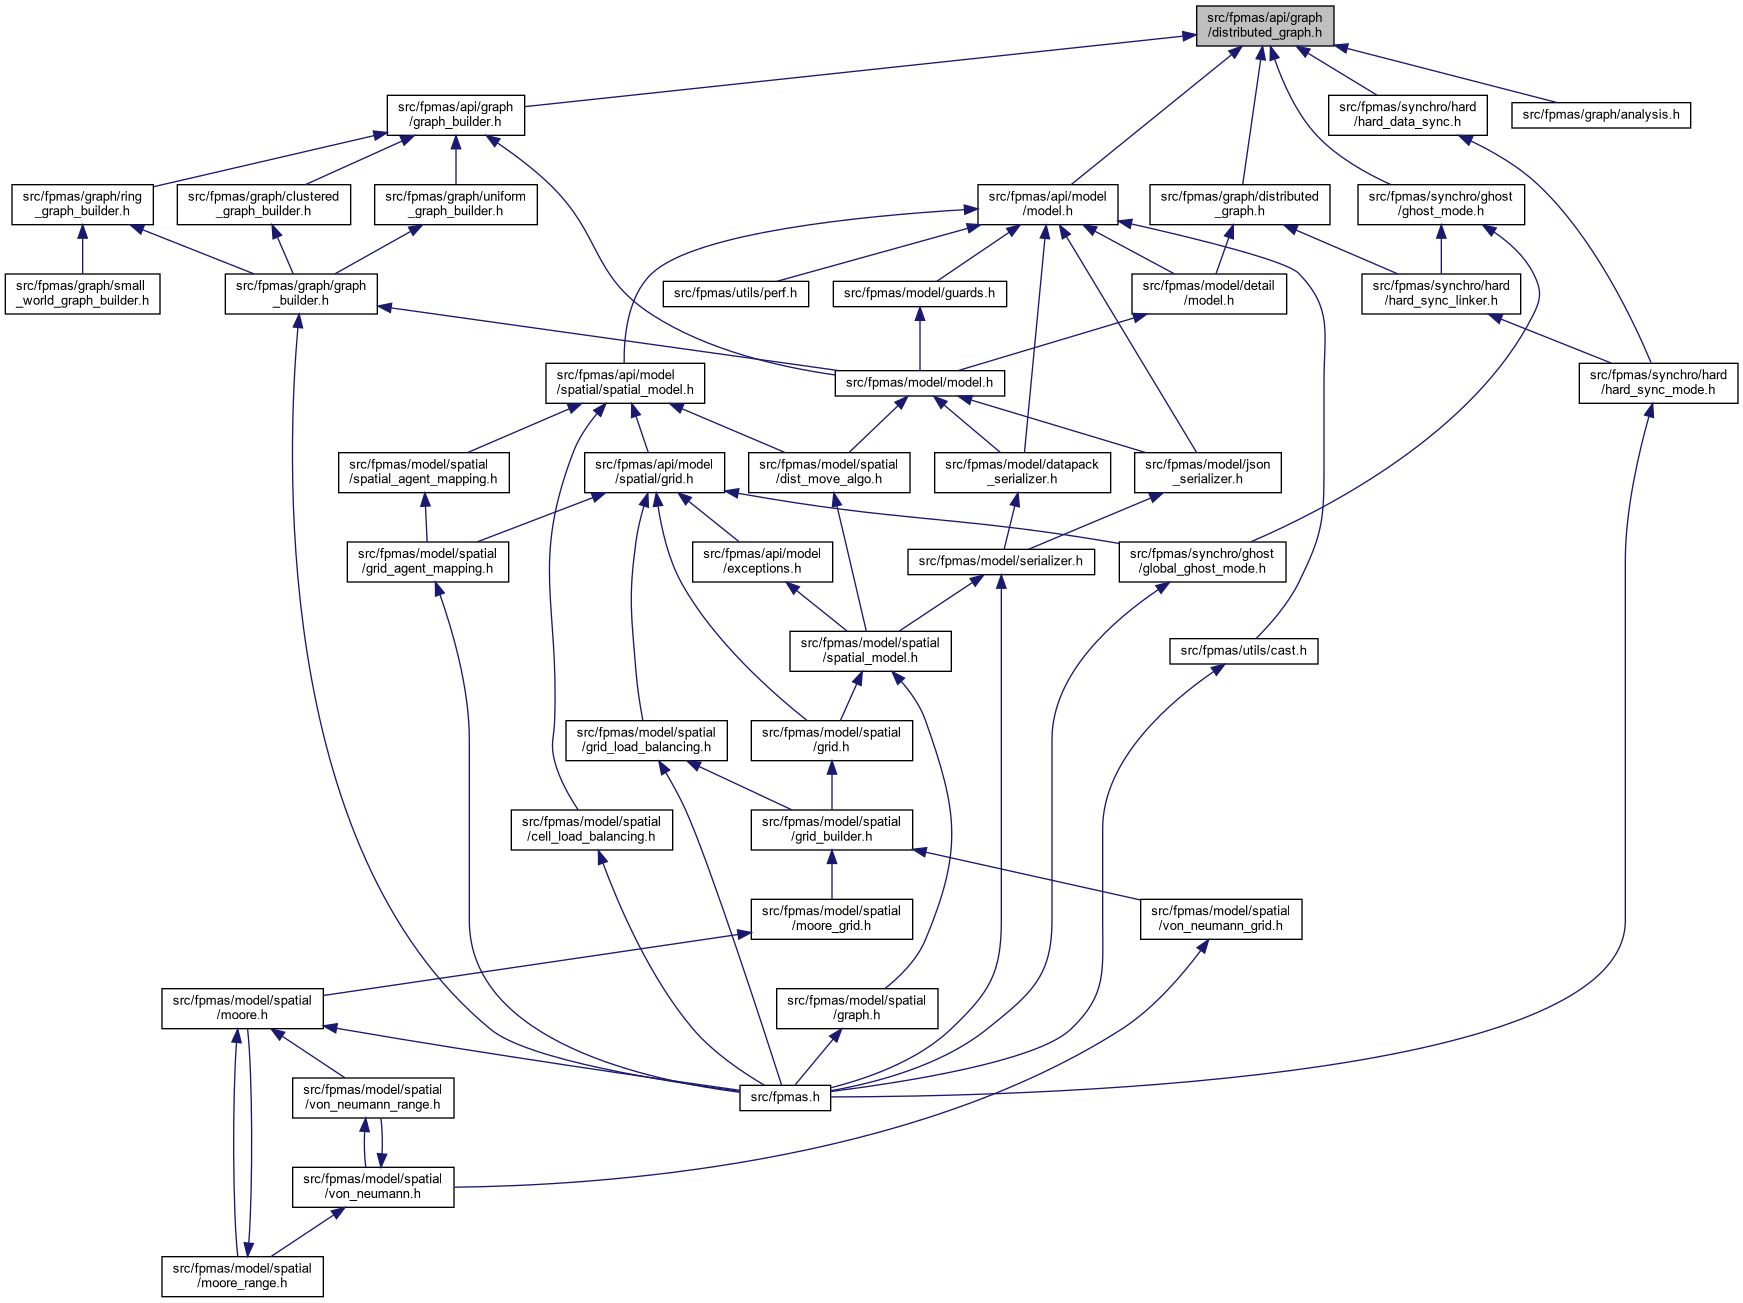 src/fpmas/api/graph
/distributed_graph.h
src/fpmas/api/graph
/graph_builder.h
src/fpmas/synchro/hard
/hard_data_sync.h
src/fpmas/graph/analysis.h
src/fpmas/graph/ring
_graph_builder.h
src/fpmas/graph/clustered
_graph_builder.h
src/fpmas/graph/uniform
_graph_builder.h
src/fpmas/api/model
/model.h
src/fpmas/graph/distributed
_graph.h
src/fpmas/synchro/ghost
/ghost_mode.h
src/fpmas/graph/small
_world_graph_builder.h
src/fpmas/graph/graph
_builder.h
src/fpmas/utils/perf.h
src/fpmas/model/guards.h
src/fpmas/model/detail
/model.h
src/fpmas/synchro/hard
/hard_sync_linker.h
src/fpmas/api/model
/spatial/spatial_model.h
src/fpmas/model/model.h
src/fpmas/synchro/hard
/hard_sync_mode.h
src/fpmas/model/spatial
/spatial_agent_mapping.h
src/fpmas/api/model
/spatial/grid.h
src/fpmas/model/spatial
/dist_move_algo.h
src/fpmas/model/datapack
_serializer.h
src/fpmas/model/json
_serializer.h
src/fpmas/model/spatial
/grid_agent_mapping.h
src/fpmas/api/model
/exceptions.h
src/fpmas/model/serializer.h
src/fpmas/synchro/ghost
/global_ghost_mode.h
src/fpmas/model/spatial
/spatial_model.h
src/fpmas/utils/cast.h
src/fpmas/model/spatial
/grid_load_balancing.h
src/fpmas/model/spatial
/grid.h
src/fpmas/model/spatial
/cell_load_balancing.h
src/fpmas/model/spatial
/grid_builder.h
src/fpmas/model/spatial
/moore_grid.h
src/fpmas/model/spatial
/von_neumann_grid.h
src/fpmas/model/spatial
/moore.h
src/fpmas/model/spatial
/graph.h
src/fpmas/model/spatial
/von_neumann_range.h
src/fpmas.h
src/fpmas/model/spatial
/von_neumann.h
src/fpmas/model/spatial
/moore_range.h